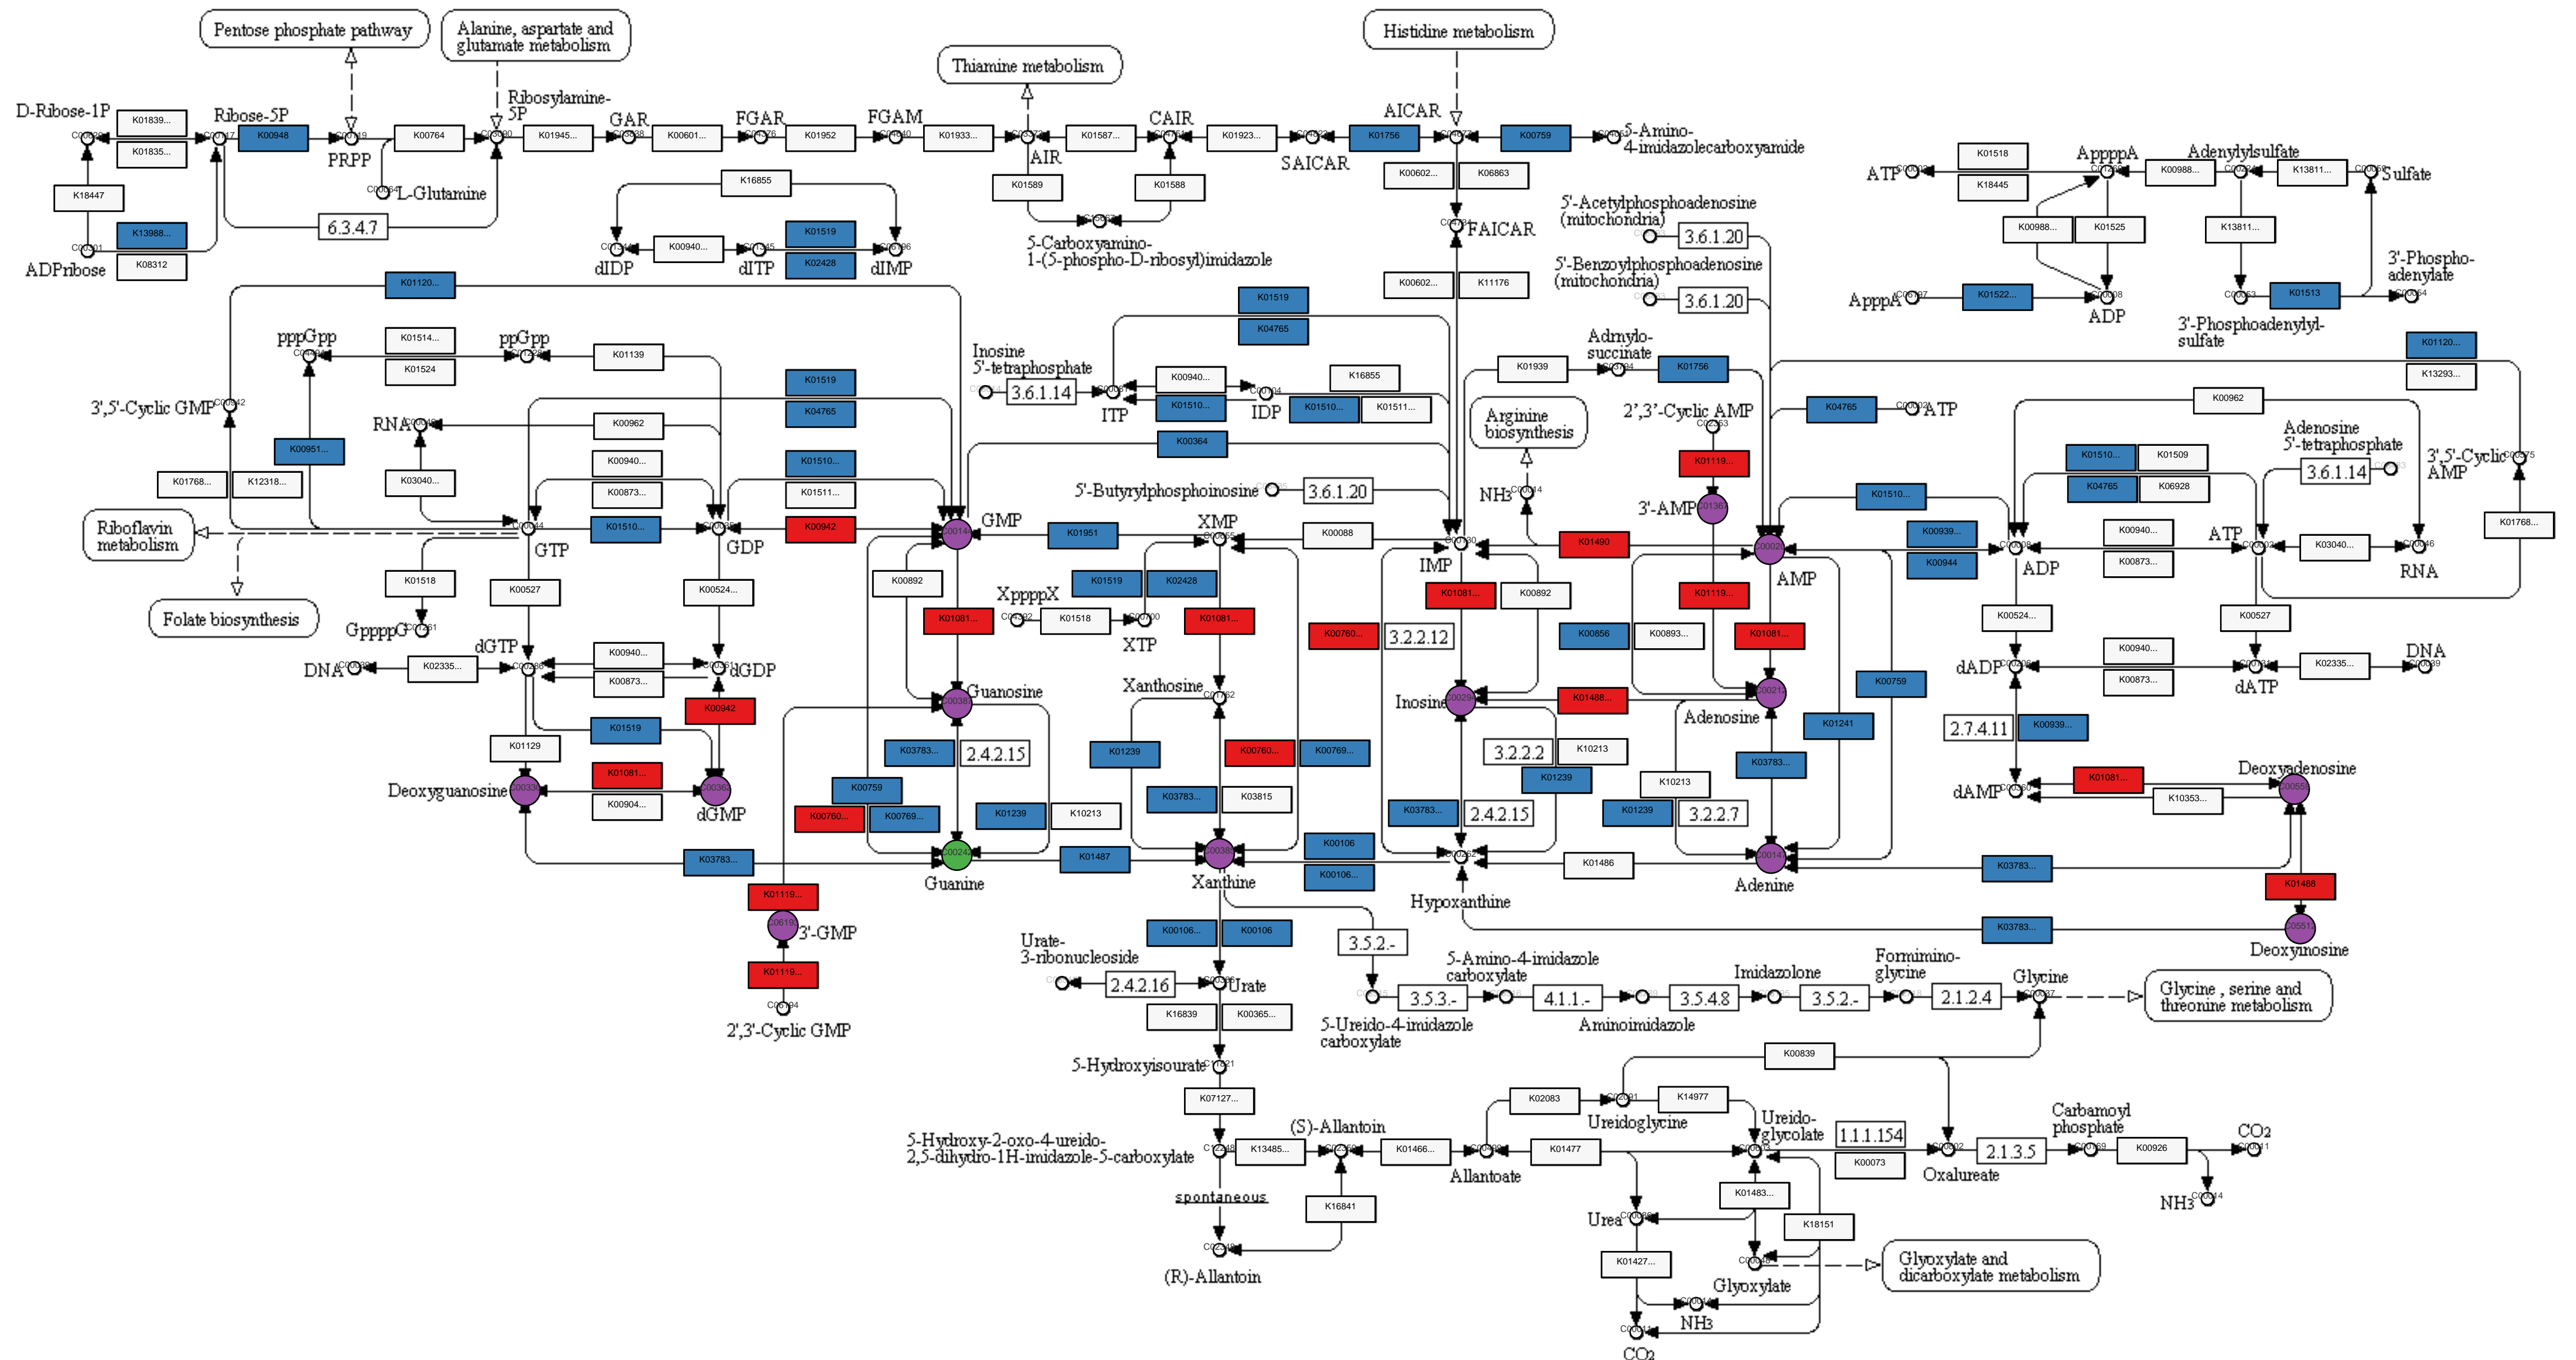 Pentose phosphate pathway
Alanine, aspartate and
glutamate metabolism
Histidine metabolism
Thiamine metabolism
D-Ribose-1P
K01839...
K01835...
Ribose-5P
K00948
PRPP
K00764
Ribosylamine-
5P
K01945...
GAR
K00601...
FGAR
K01952
FGAM
K01933...
AIR
K01587...
CAIR
K01923...
SAICAR
K01756
AICAR
K00759
5-Amino-
4-imidazolecarboxyamide
K18447
K13988...
K08312
ADPribose
L-Glutamine
6.3.4.7
K16855
K00940...
K01519
K02428
dIDP
dITP
dIMP
K01589
K01588
5-Carboxyamino-
1-(5-phospho-D-ribosyl)imidazole
K00602...
K06863
FAICAR
K00602...
K11176
5'-Acetylphosphoadenosine
(mitochondria)
3.6.1.20
5'-Benzoylphosphoadenosine
(mitochondria)
3.6.1.20
ATP
K01518
K18445
AppppA
Adenylylsulfate
K00988...
K13811...
Sulfate
K00988...
K01525
K13811...
ApppA
K01522...
ADP
K01513
3'-Phospho-
adenylate
3'-Phosphoadenylyl-
sulfate
K01120...
pppGpp
K01514...
K01524
ppGpp
K01139
K01519
K04765
3',5'-Cyclic GMP
RNA
K00962
K00951...
K01768...
K12318...
K03040...
K00940...
K00873...
K01510...
K01511...
Riboflavin
metabolism
GTP
K01510...
GDP
K00942
GMP
Folate biosynthesis
K01519
K04765
Inosine
5'-tetraphosphate
3.6.1.14
ITP
K00940...
K01510...
IDP
K16855
K01510...
K01511...
K00364
5'-Butyrylphosphoinosine
3.6.1.20
K01939
Adrnylo-
succinate
K01756
Arginine
biosynthesis
NH3
2',3'-Cyclic AMP
K01119...
3'-AMP
K01120...
K13293...
K04765
ATP
K00962
Adenosine
5'-tetraphosphate
3.6.1.14
K01510...
K01509
K04765
K06928
3',5'-Cyclic
AMP
K01768...
K01510...
K00939...
K00944
ADP
K00940...
K00873...
ATP
K03040...
RNA
K01951
XMP
K00088
IMP
K01490
AMP
K01518
GppppG
K00527
K00524...
K00892
K01081...
K01519
K02428
XppppX
K01518
XTP
K01081...
K01081...
K00892
K00760...
3.2.2.12
K01119...
K00856
K00893...
K01081...
K00524...
K00527
DNA
K02335...
dGTP
K00940...
K00873...
dGDP
K00942
K01519
K01129
Deoxyguanosine
K01081...
K00904...
dGMP
Guanosine
K03783...
2.4.2.15
K00759
K00760...
K00769...
K01239
K10213
Xanthosine
K01239
K00760...
K00769...
K03783...
K03815
Inosine
K01488...
Adenosine
3.2.2.2
K10213
K01239
K03783...
2.4.2.15
K10213
K01239
3.2.2.7
K03783...
K01241
K00759
dADP
K00940...
K00873...
dATP
K02335...
DNA
2.7.4.11
K00939...
dAMP
K01081...
K10353...
Deoxyadenosine
K03783...
Guanine
K01487
Xanthine
K00106
K00106...
Hypoxanthine
K01486
Adenine
K03783...
K01488
K03783...
Deoxyinosine
K01119...
3'-GMP
K01119...
2',3'-Cyclic GMP
K00106...
K00106
Urate-
3-ribonucleoside
2.4.2.16
Urate
K16839
K00365...
5-Hydroxyisourate
K07127...
3.5.2.-
5-Ureido-4-imidazole
carboxylate
3.5.3.-
5-Amino-4-imidazole
carboxylate
4.1.1.-
Aminoimidazole
3.5.4.8
Imidazolone
3.5.2.-
Formimino-
glycine
2.1.2.4
Glycine
Glycine , serine and
threonine metabolism
5-Hydroxy-2-oxo-4-ureido-
2,5-dihydro-1H-imidazole-5-carboxylate
K13485...
(S)-Allantoin
K01466...
Allantoate
K02083
Ureidoglycine
K14977
K00839
K01477
Ureido-
glycolate
1.1.1.154
K00073
Oxalureate
2.1.3.5
Carbamoyl
phosphate
K00926
CO2
NH3
spontaneous
K16841
(R)-Allantoin
Urea
K01483...
K18151
K01427...
Glyoxylate
Glyoxylate and
dicarboxylate metabolism
NH3
CO2